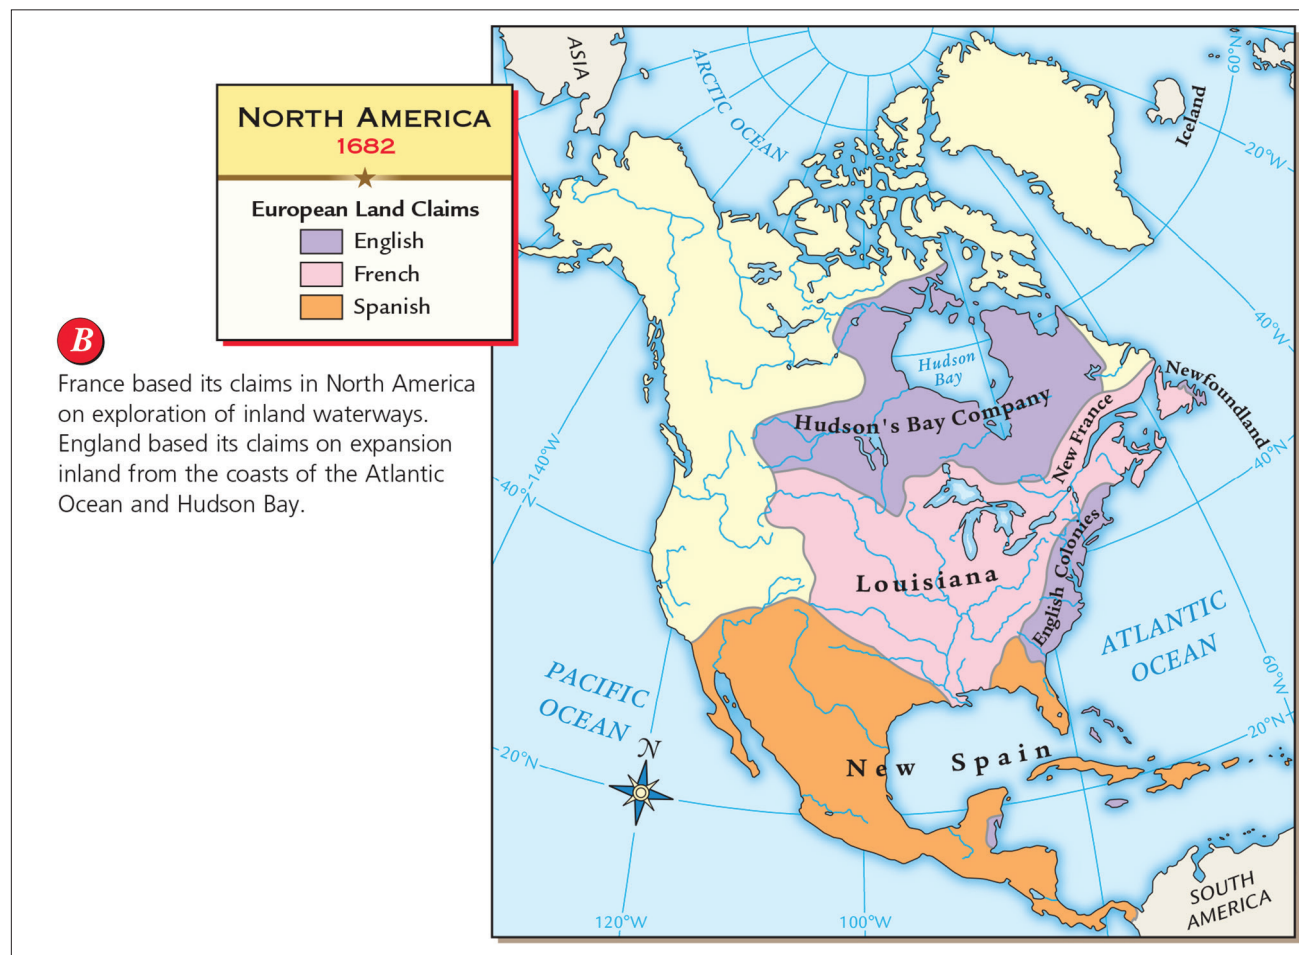 NORTH AMERICA
1682
European Land Claims
English
French
Spanish
B
France based its claims in North America
on exploration of inland waterways.
England based its claims on expansion
inland from the coasts of the Atlantic
Ocean and Hudson Bay.
ASIA
ARCTIC OCEAN
Iceland
60°N
20°W
40°W
Hudson
Bay
Newfoundland
Hudson's Bay Company
New France
40°N
140°W
40°N
English Colonies
Louisiana
ATLANTIC
OCEAN
PACIFIC
OCEAN
60°W
20°N
N
20°N
New Spain
SOUTH
AMERICA
120°W
100°W